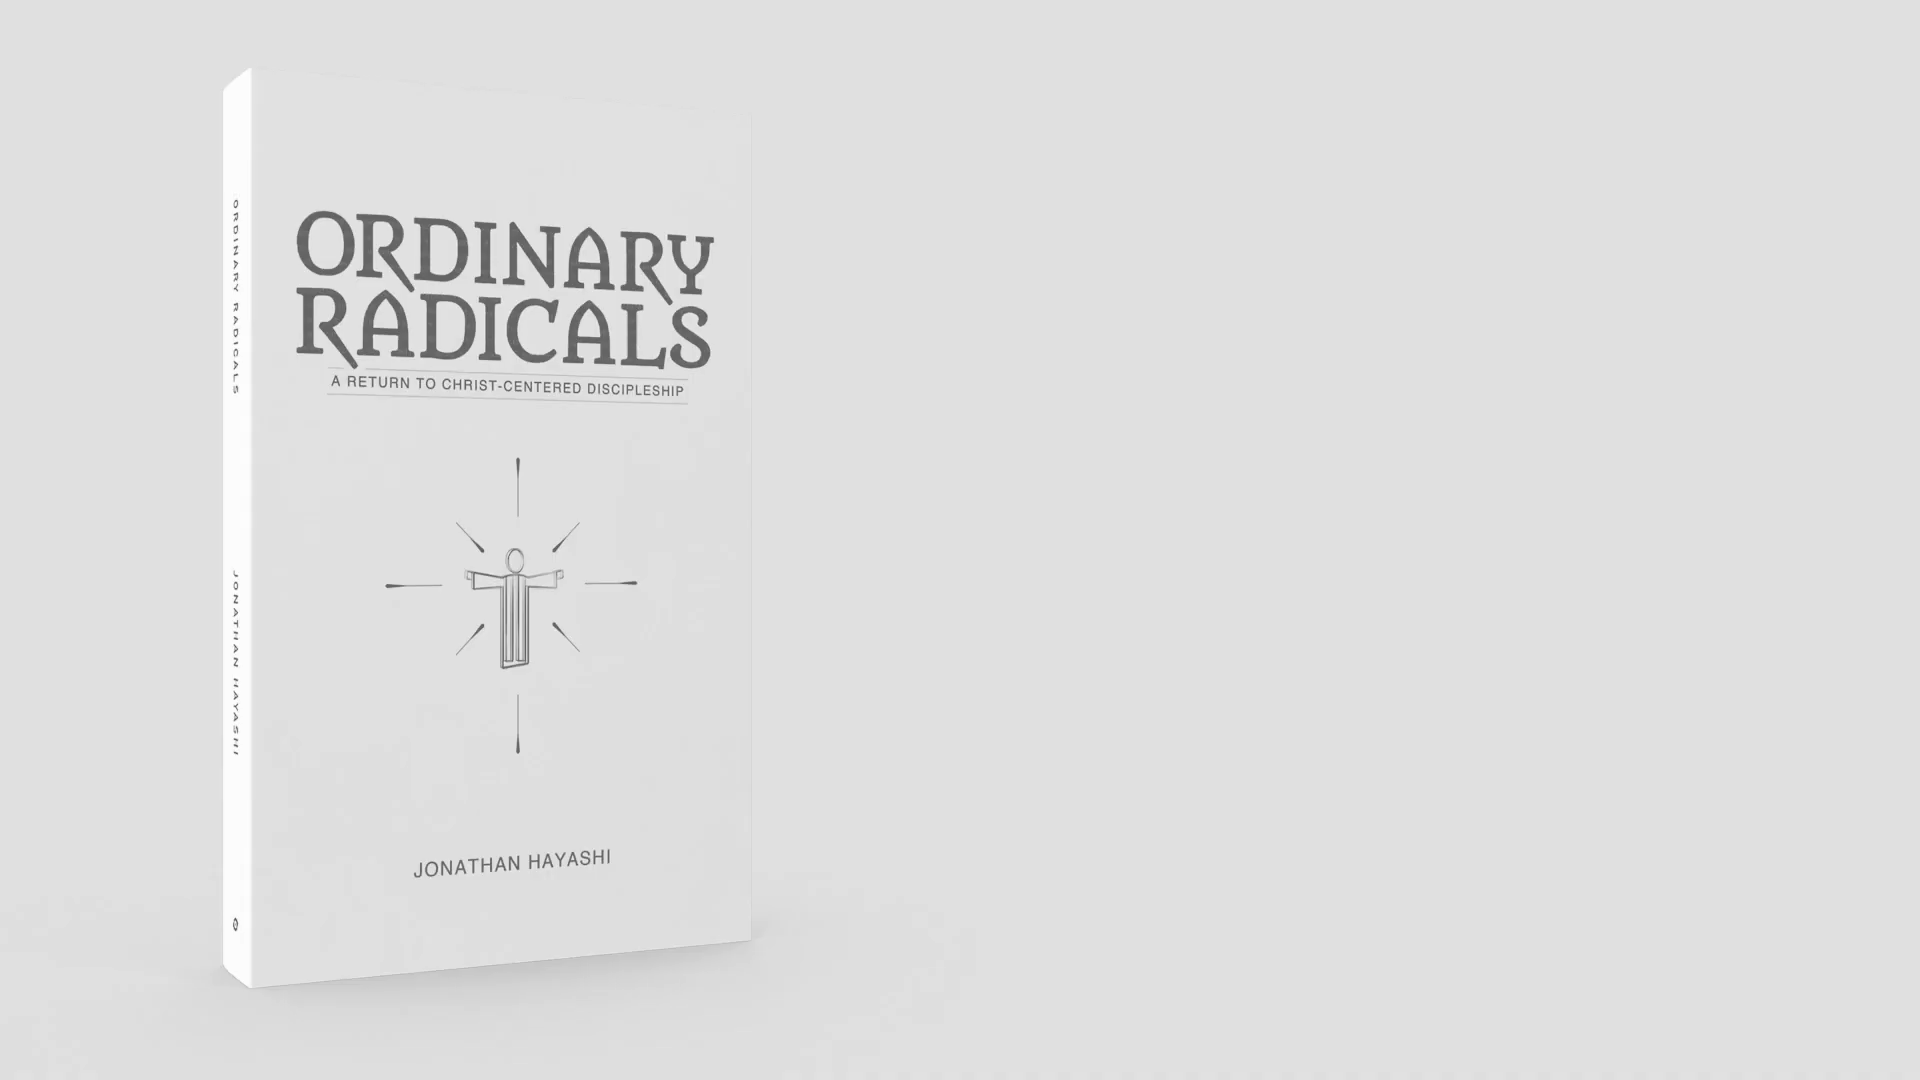 ORDINARY
RADICALS
A RETURN TO CHRIST-CENTERED DISCIPLESHIP
JONATHAN HAYASHI
ORDINARY RADICALS
JONATHAN HAYASHI